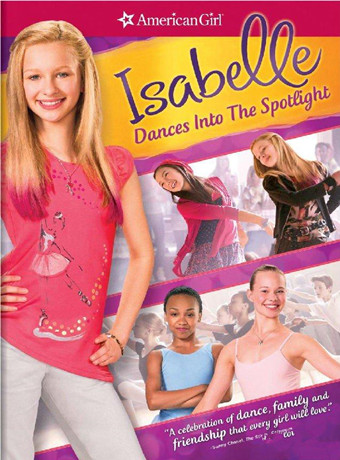 American Girl®
Isabelle
Dances Into The Spotlight
"A celebration of dance, family and
friendship that every girl will love."